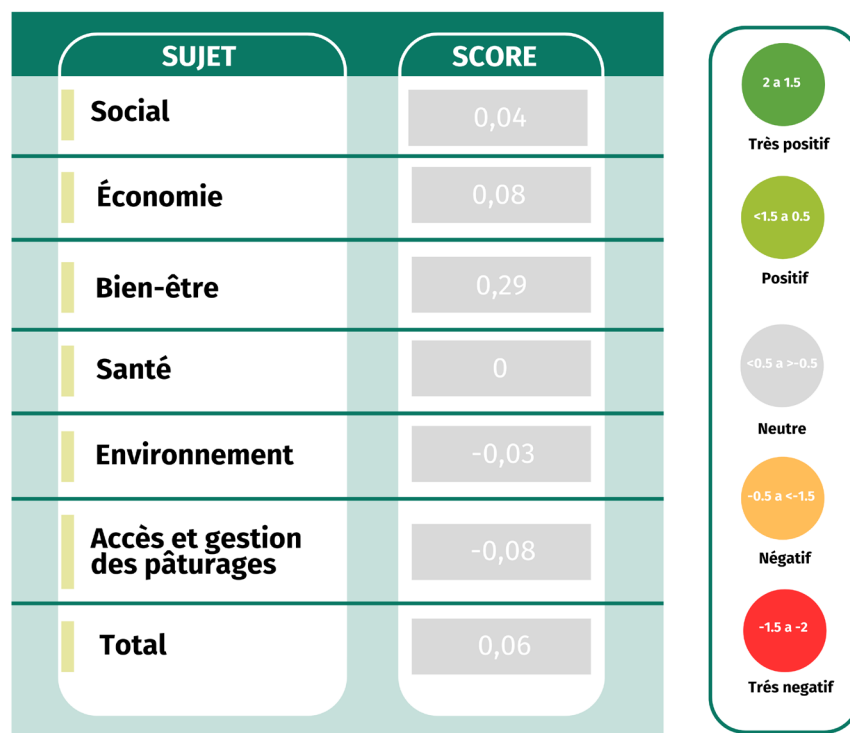 SUJET SCORE
Social 0,04
Économie 0,08
Bien-être 0,29
Santé 0
Environnement -0,03
Accès et gestion
des pâturages -0,08
Total 0,06
2 a 1.5
Très positif
<1.5 a 0.5
Positif
<0.5 a >-0.5
Neutre
-0.5 a <-1.5
Négatif
-1.5 a -2
Trés negatif